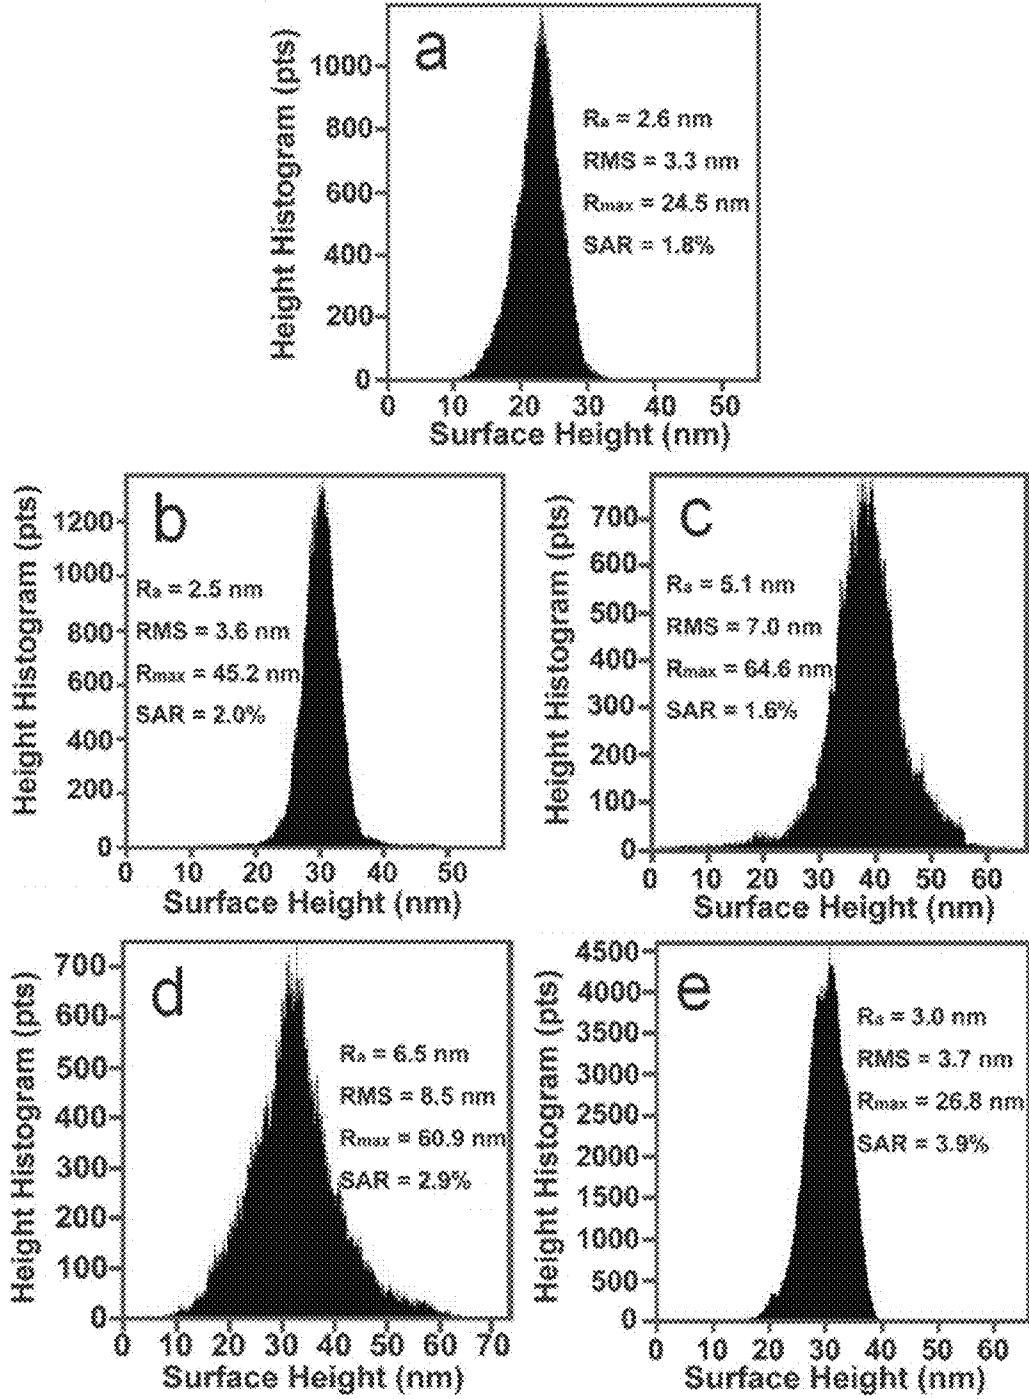 a
Height Histogram (pts)
1000
800
600
400
200
0
Rₐ = 2.6 nm
RMS = 3.3 nm
Rmax = 24.5 nm
SAR = 1.8%
0 10 20 30 40 50
Surface Height (nm)
b
Height Histogram (pts)
1200
1000
800
600
400
200
0
Rₐ = 2.5 nm
RMS = 3.6 nm
Rmax = 45.2 nm
SAR = 2.0%
0 10 20 30 40 50
Surface Height (nm)
c
Height Histogram (pts)
700
600
500
400
300
200
100
0
Rₐ = 5.1 nm
RMS = 7.0 nm
Rmax = 64.6 nm
SAR = 1.6%
0 10 20 30 40 50 60
Surface Height (nm)
d
Height Histogram (pts)
700
600
500
400
300
200
100
0
Rₐ = 6.5 nm
RMS = 8.5 nm
Rmax = 60.9 nm
SAR = 2.9%
0 10 20 30 40 50 60 70
Surface Height (nm)
e
Height Histogram (pts)
4500
4000
3500
3000
2500
2000
1500
1000
500
0
Rₐ = 3.0 nm
RMS = 3.7 nm
Rmax = 26.8 nm
SAR = 3.9%
0 10 20 30 40 50 60
Surface Height (nm)